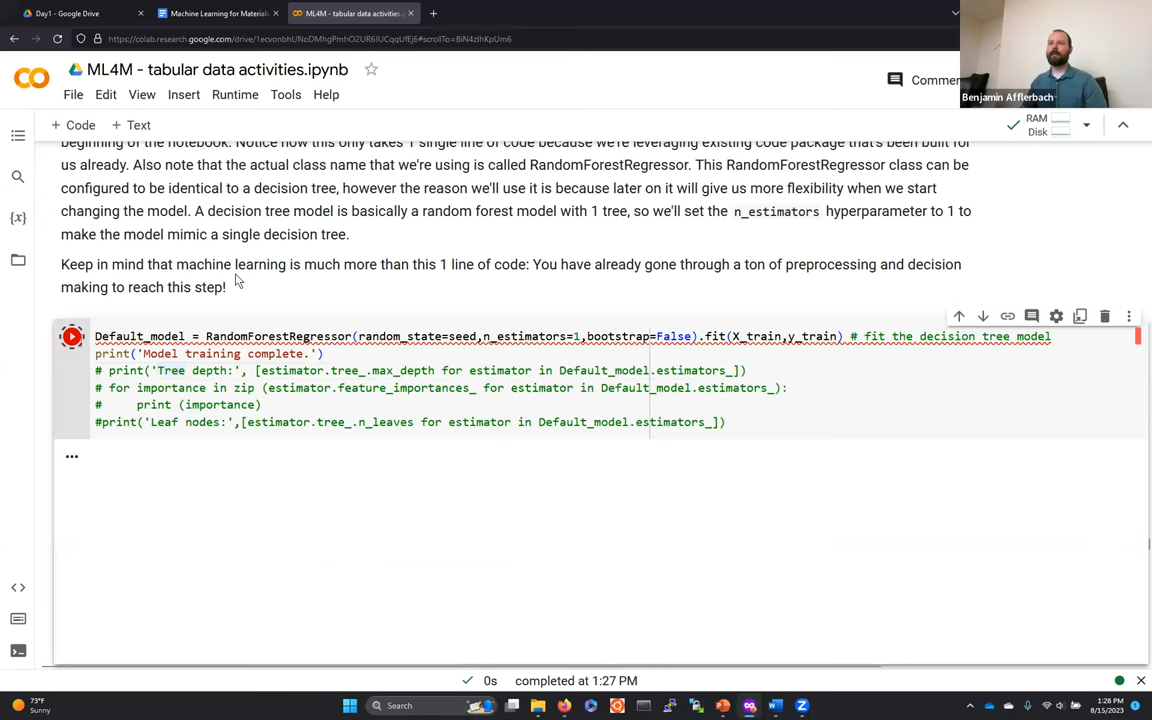 Day1 - Google Drive
Machine Learning for Materials
ML4M - tabular data activities
https://colab.research.google.com/drive/1ecvonbhUNoDMhgPmhO2UR6IUCqqUfEj6#scrollTo=BiN4zIhKpUm6
ML4M - tabular data activities.ipynb
File Edit View Insert Runtime Tools Help
Commen
Benjamin Afflerbach
+ Code + Text
RAM
Disk
beginning of the notebook. Notice how this only takes 1 single line of code because we're leveraging existing code package that's been built for
us already. Also note that the actual class name that we're using is called RandomForestRegressor. This RandomForestRegressor class can be
configured to be identical to a decision tree, however the reason we'll use it is because later on it will give us more flexibility when we start
changing the model. A decision tree model is basically a random forest model with 1 tree, so we'll set the n_estimators hyperparameter to 1 to
make the model mimic a single decision tree.
Keep in mind that machine learning is much more than this 1 line of code: You have already gone through a ton of preprocessing and decision
making to reach this step!
Default_model = RandomForestRegressor(random_state=seed,n_estimators=1,bootstrap=False).fit(X_train,y_train) # fit the decision tree model
print('Model training complete.')
# print('Tree depth:', [estimator.tree_.max_depth for estimator in Default_model.estimators_])
# for importance in zip (estimator.feature_importances_ for estimator in Default_model.estimators_):
#     print (importance)
#print('Leaf nodes:',[estimator.tree_.n_leaves for estimator in Default_model.estimators_])
...
0s completed at 1:27 PM
73°F
Sunny
Search
1:28 PM
8/15/2023